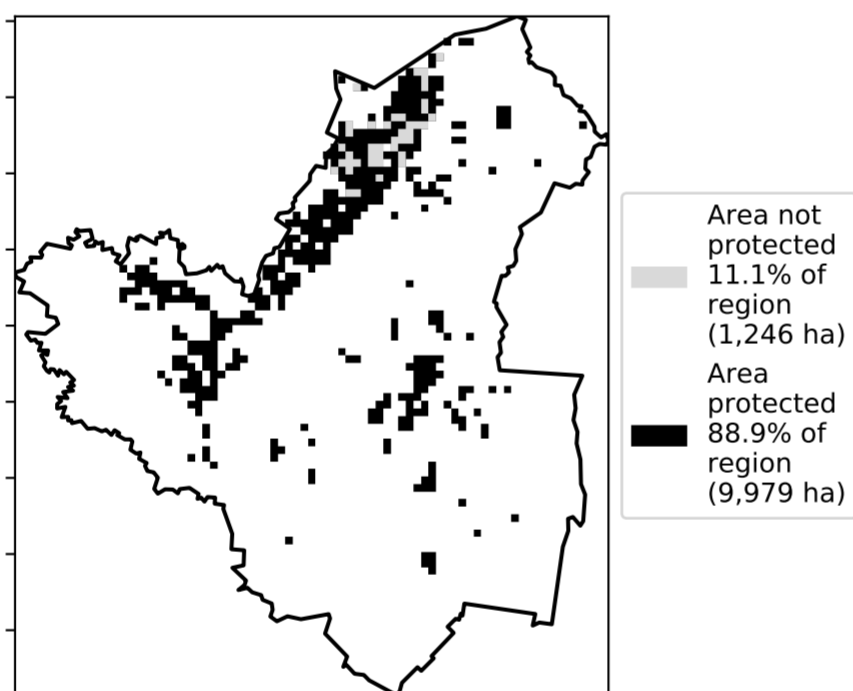 Area not
protected
11.1% of
region
(1,246 ha)
Area
protected
88.9% of
region
(9,979 ha)